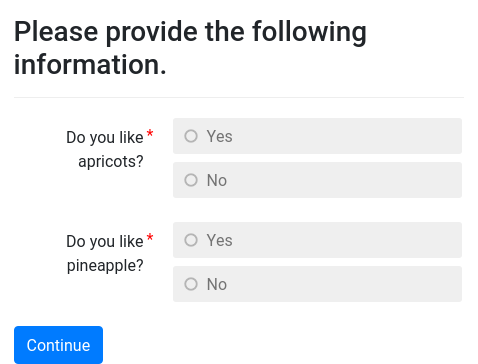 Please provide the following
information.
Do you like *
apricots?
Yes
No
Do you like *
pineapple?
Yes
No
Continue